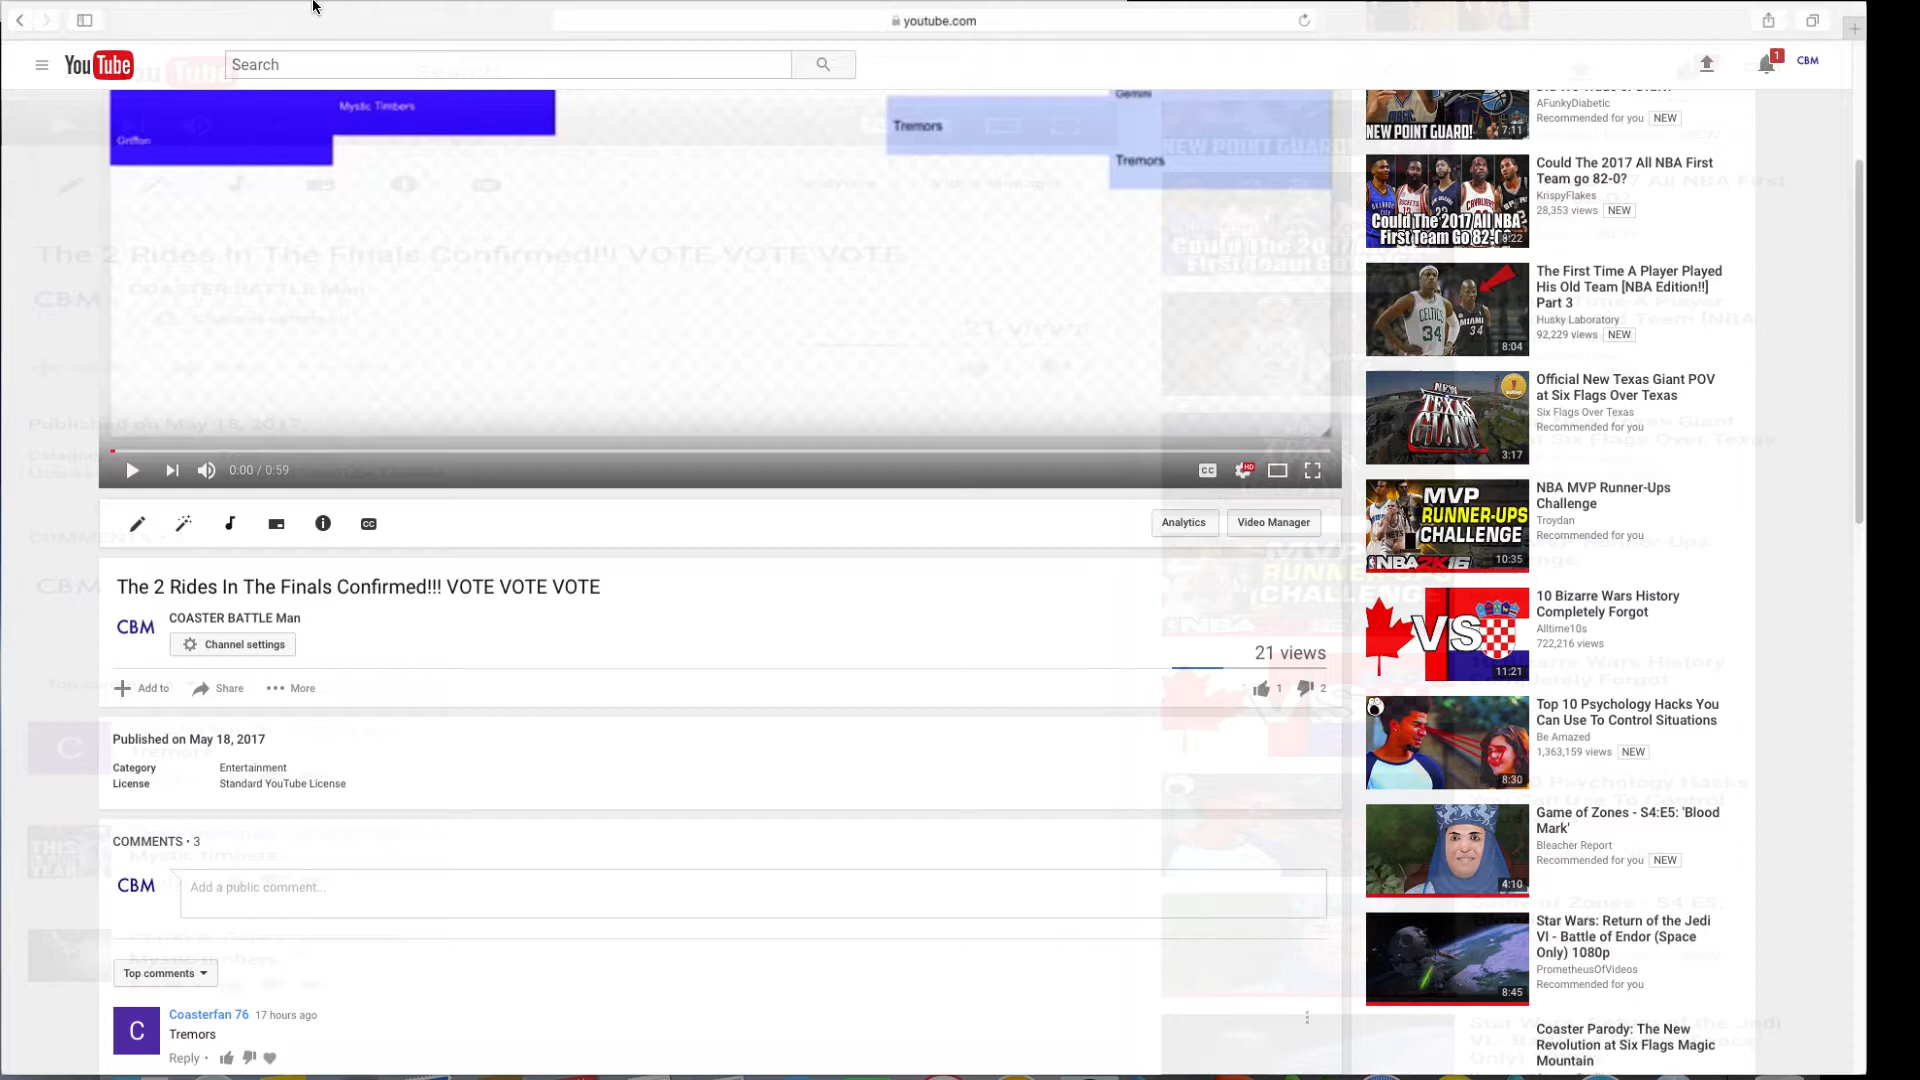 youtube.com
YouTube
Search
1
CBM
Mystic Timbers
Griffon
Gemini
Tremors
Tremors
0:00 / 0:59
CC
HD
CC
Analytics
Video Manager
The 2 Rides In The Finals Confirmed!!! VOTE VOTE VOTE
CBM
COASTER BATTLE Man
Channel settings
21 views
Add to
Share
More
1
2
Published on May 18, 2017
Category Entertainment
License Standard YouTube License
COMMENTS • 3
CBM
Add a public comment...
Top comments
C
Coasterfan 76 17 hours ago
Tremors
Reply •
NEW POINT GUARD!
7:11
AFunkyDiabetic
Recommended for you NEW
Could The 2017 All NBA
First Team Go 82-0
8:22
Could The 2017 All NBA First
Team go 82-0?
KrispyFlakes
28,353 views NEW
CELTICS
34
MIAMI
34
8:04
The First Time A Player Played
His Old Team [NBA Edition!!]
Part 3
Husky Laboratory
92,229 views NEW
NEW
TEXAS
GIANT
3:17
Official New Texas Giant POV
at Six Flags Over Texas
Six Flags Over Texas
Recommended for you
MVP
RUNNER-UPS
CHALLENGE
NBA 2K16
10:35
NBA MVP Runner-Ups
Challenge
Troydan
Recommended for you
VS
11:21
10 Bizarre Wars History
Completely Forgot
Alltime10s
722,216 views
8:30
Top 10 Psychology Hacks You
Can Use To Control Situations
Be Amazed
1,363,159 views NEW
4:10
Game of Zones - S4:E5: 'Blood
Mark'
Bleacher Report
Recommended for you NEW
8:45
Star Wars: Return of the Jedi
VI - Battle of Endor (Space
Only) 1080p
PrometheusOfVideos
Recommended for you
Coaster Parody: The New
Revolution at Six Flags Magic
Mountain